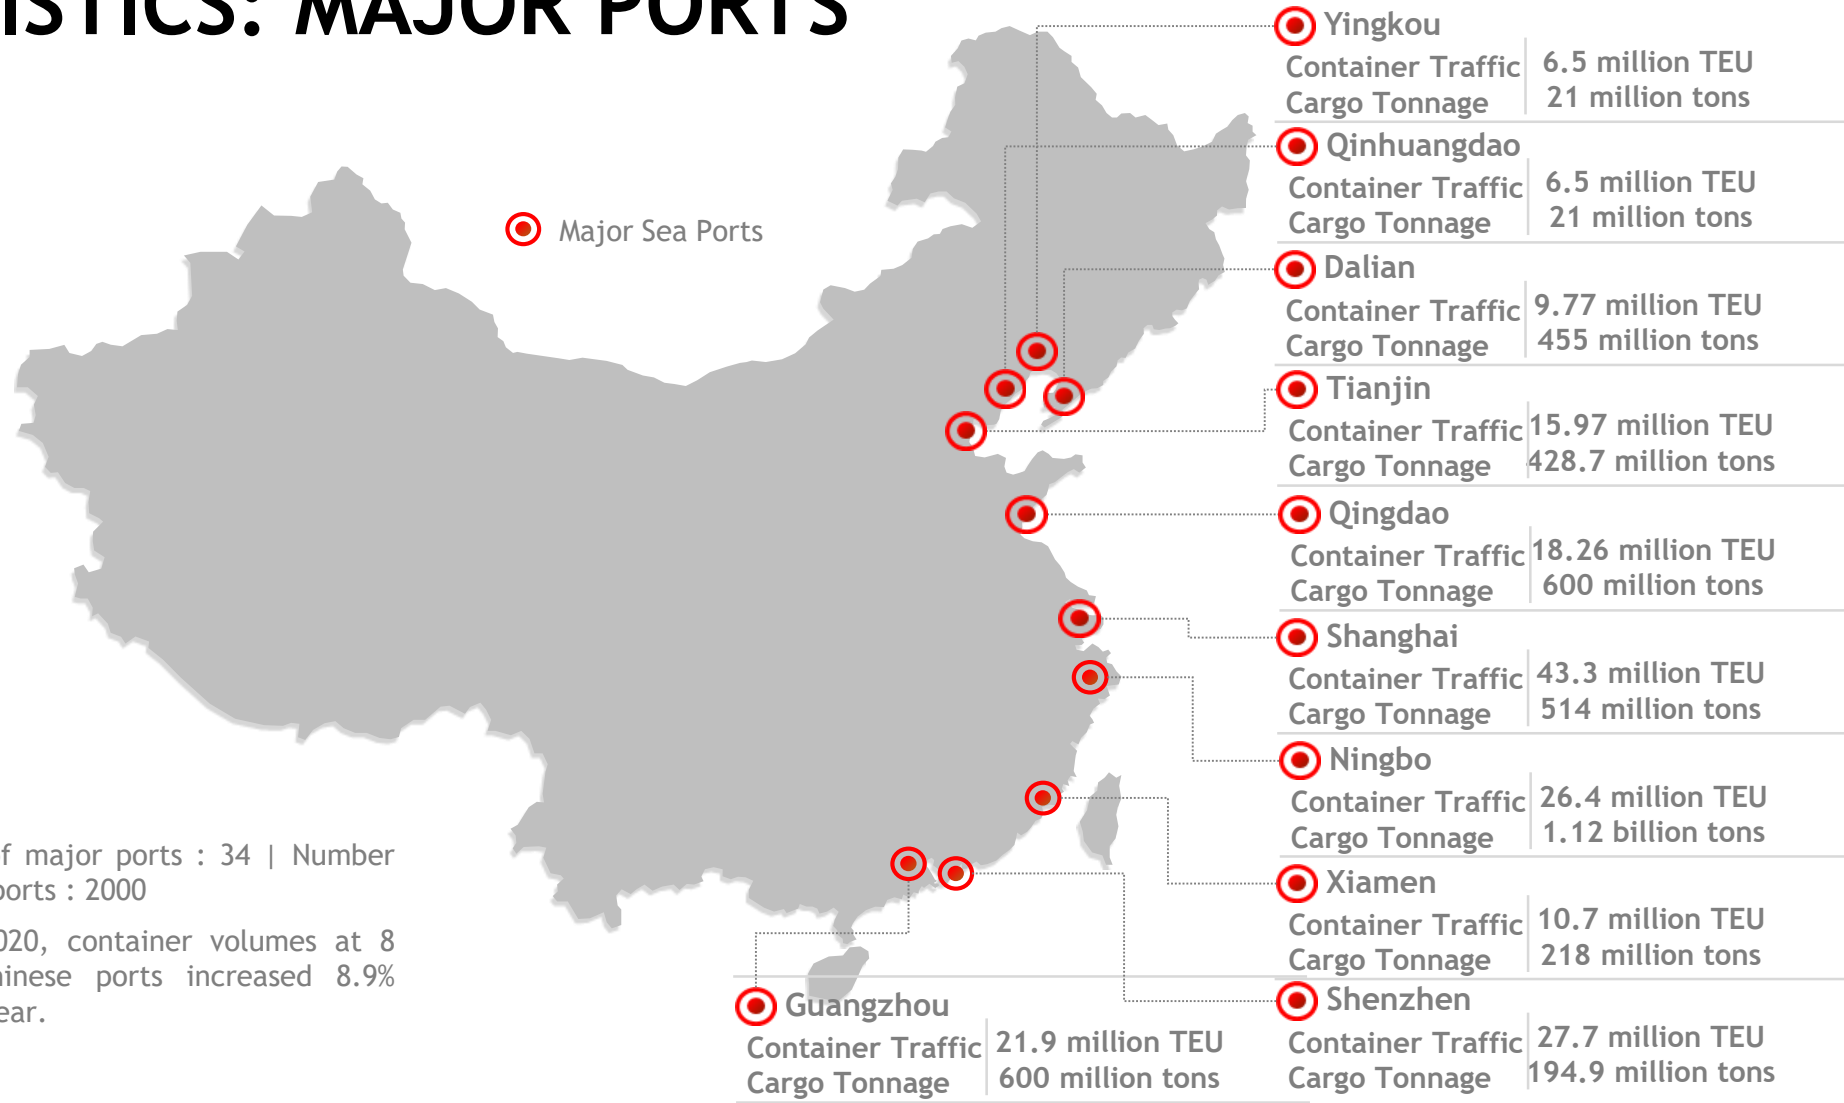 ISTICS: MAJOR PORTS
Major Sea Ports
Yingkou
Container Traffic 6.5 million TEU
Cargo Tonnage 21 million tons
Qinhuangdao
Container Traffic 6.5 million TEU
Cargo Tonnage 21 million tons
Dalian
Container Traffic 9.77 million TEU
Cargo Tonnage 455 million tons
Tianjin
Container Traffic 15.97 million TEU
Cargo Tonnage 428.7 million tons
Qingdao
Container Traffic 18.26 million TEU
Cargo Tonnage 600 million tons
Shanghai
Container Traffic 43.3 million TEU
Cargo Tonnage 514 million tons
Ningbo
Container Traffic 26.4 million TEU
Cargo Tonnage 1.12 billion tons
Xiamen
Container Traffic 10.7 million TEU
Cargo Tonnage 218 million tons
Shenzhen
Container Traffic 27.7 million TEU
Cargo Tonnage 194.9 million tons
Guangzhou
Container Traffic 21.9 million TEU
Cargo Tonnage 600 million tons
f major ports : 34 | Number
ports : 2000
020, container volumes at 8
inese ports increased 8.9%
ear.